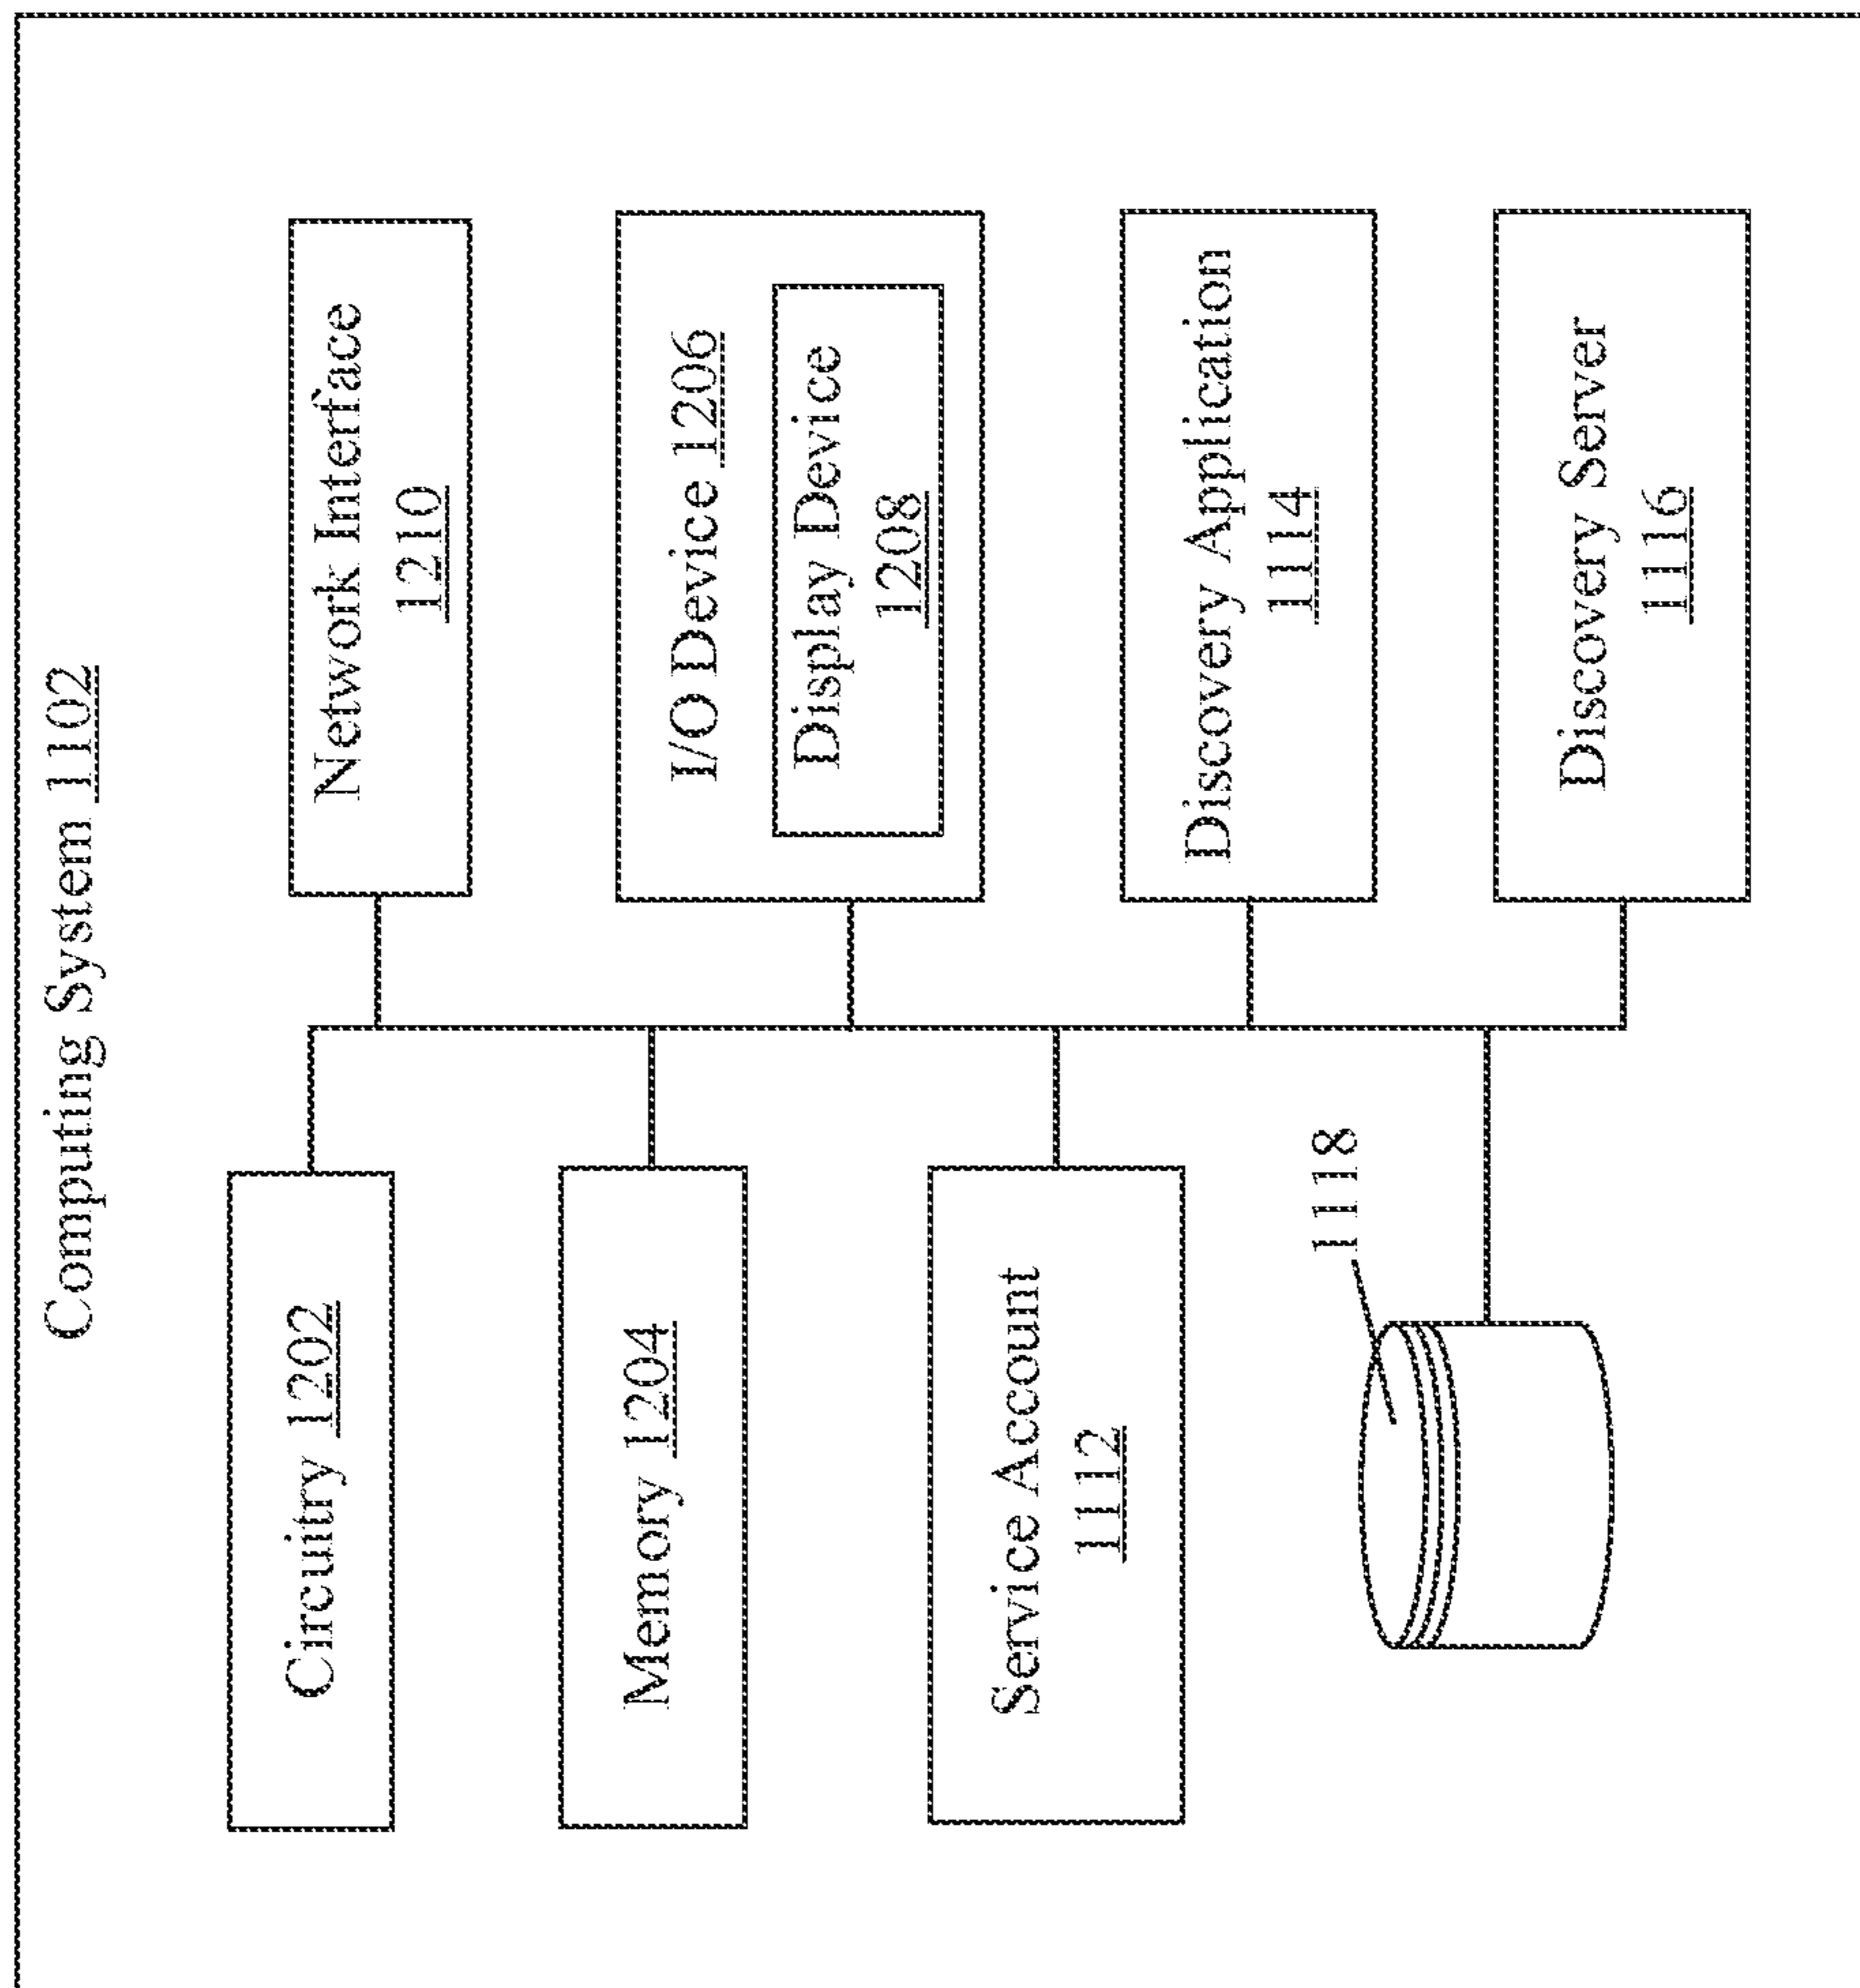 Computing System 1102
Circuitry 1202
Memory 1204
Service Account
1112
1118
Network Interface
1210
I/O Device 1206
Display Device
1208
Discovery Application
1114
Discovery Server
1116